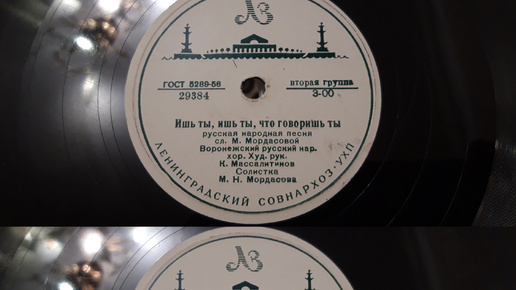 ЛЗ
ГОСТ 5289-56
вторая группа
29384
3-00
Ишь ты, ишь ты, что говоришь ты
русская народная песня
сл. М. Мордасовой
Воронежский русский нар.
хор. Худ. рук.
К. Массалитинов
Солистка
М. Н. Мордасова
ЛЕНИНГРАДСКИЙ СОВНАРХОЗ·УХП
ЛЗ